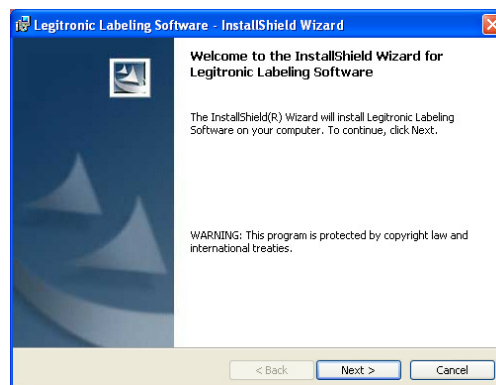 Legitronic Labeling Software - InstallShield Wizard
Welcome to the InstallShield Wizard for
Legitronic Labeling Software
The InstallShield(R) Wizard will install Legitronic Labeling
Software on your computer. To continue, click Next.
WARNING: This program is protected by copyright law and
international treaties.
< Back
Next >
Cancel